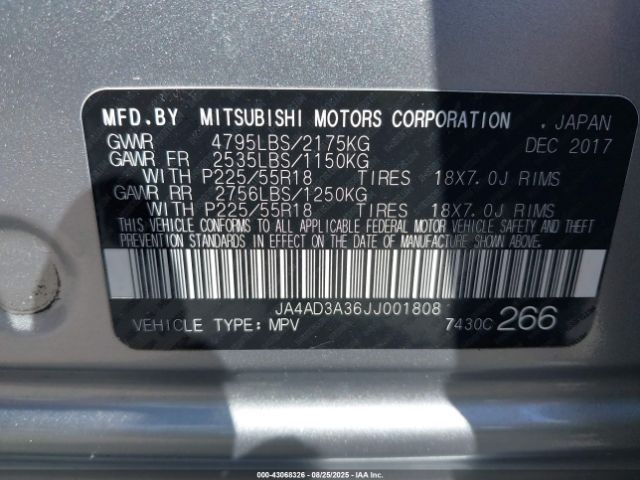 MFD.BY MITSUBISHI MOTORS CORPORATION . JAPAN
GWR 4795LBS/2175KG DEC 2017
GAWR FR 2535LBS/1150KG
WITH P225/55R18 TIRES 18X7.0J RIMS
GAWR RR 2756LBS/1250KG
WITH P225/55R18 TIRES 18X7.0J RIMS
THIS VEHICLE CONFORMS TO ALL APPLICABLE FEDERAL MOTOR VEHICLE SAFETY AND THEFT
PREVENTION STANDARDS IN EFFECT ON THE DATE OF MANUFACTURE SHOWN ABOVE.
JA4AD3A36JJ001808
VEHICLE TYPE: MPV 7430C 266
000-43068326 - 08/25/2025 - IAAI.CA